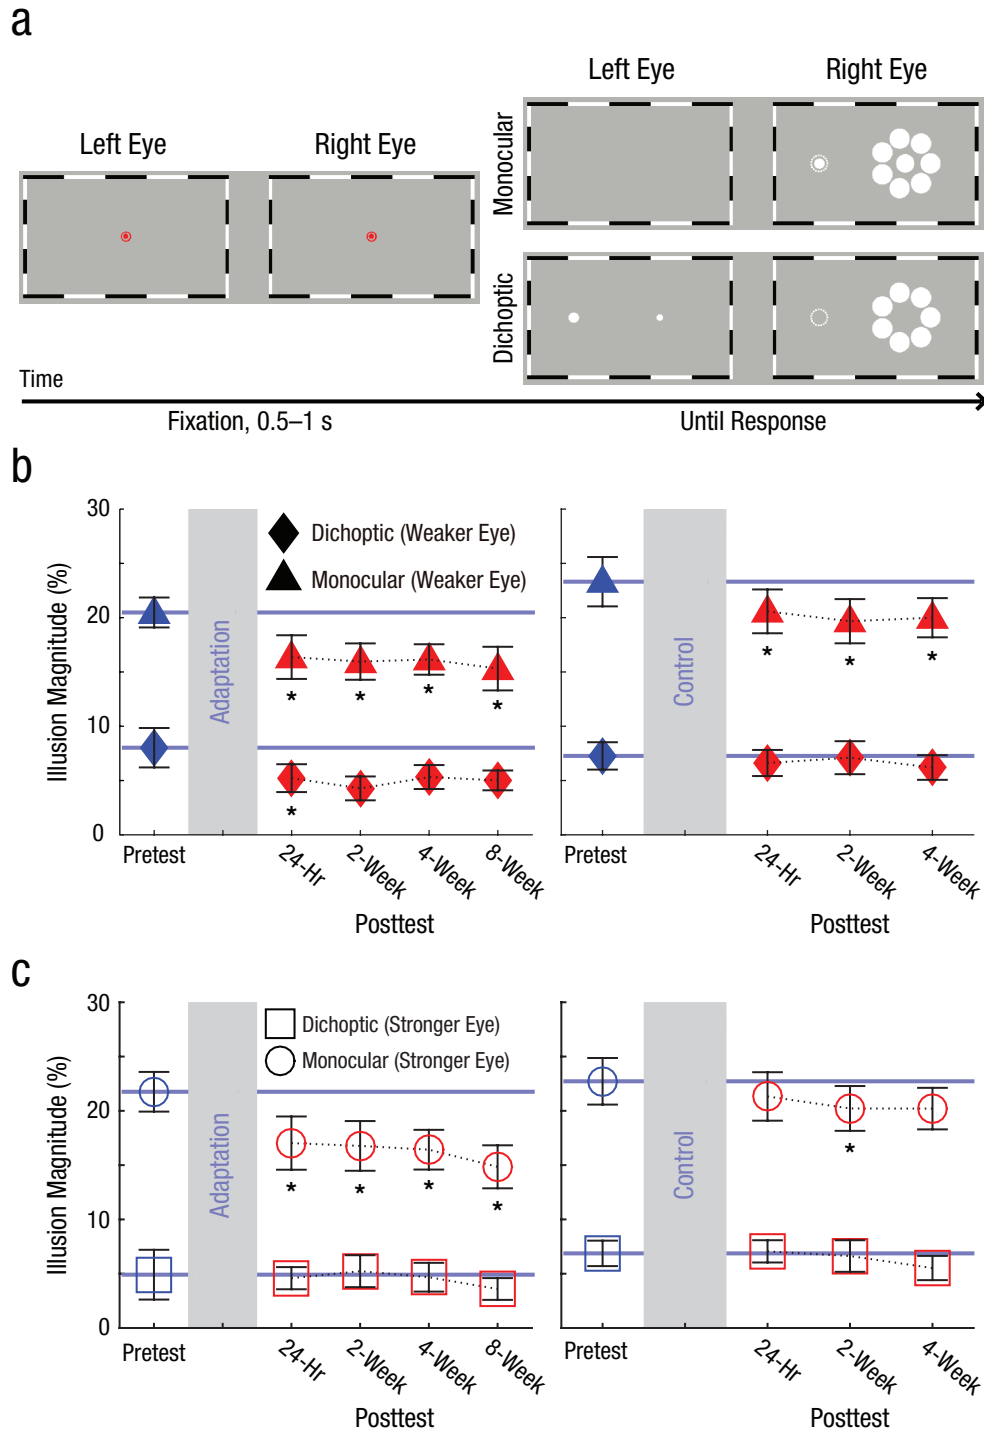 a
Left Eye
Right Eye
Left Eye
Right Eye
Monocular
Dichoptic
Time
Fixation, 0.5–1 s
Until Response
b
Illusion Magnitude (%)
30
20
10
0
Adaptation
Dichoptic (Weaker Eye)
Monocular (Weaker Eye)
*
*
*
*
*
Pretest
24-Hr
2-Week
4-Week
8-Week
Posttest
Control
*
*
*
Pretest
24-Hr
2-Week
4-Week
Posttest
c
Illusion Magnitude (%)
30
20
10
0
Adaptation
Dichoptic (Stronger Eye)
Monocular (Stronger Eye)
*
*
*
*
Pretest
24-Hr
2-Week
4-Week
8-Week
Posttest
Control
*
Pretest
24-Hr
2-Week
4-Week
Posttest